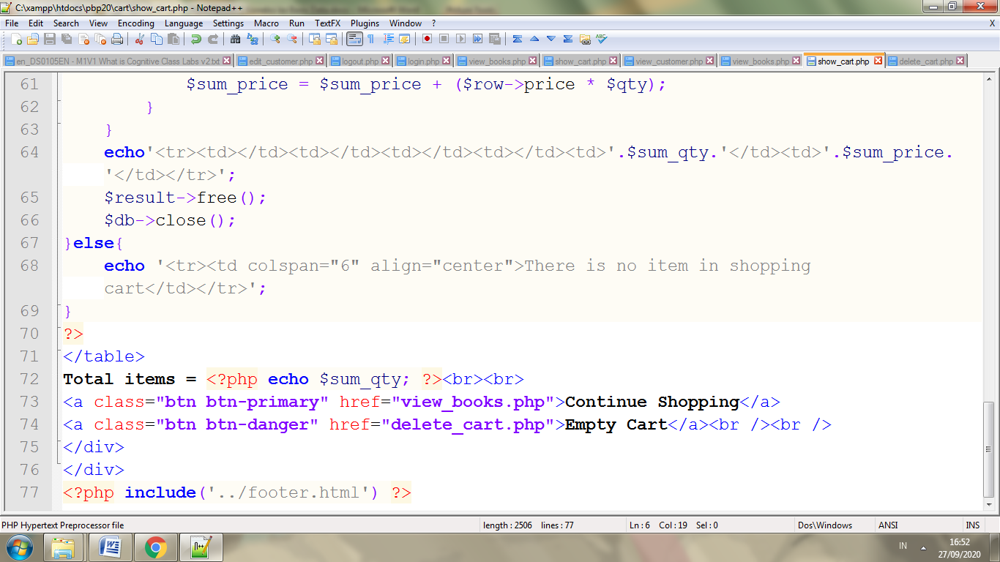 C:\xampp\htdocs\pbp20\cart\show_cart.php - Notepad++
File Edit Search View Encoding Language Settings Macro Run TextFX Plugins Window ? X
en_DS0105EN - M1V1 What is Cognitive Class Labs v2.txt edit_customer.php logout.php login.php view_books.php show_cart.php view_customer.php view_books.php show_cart.php delete_cart.php
61 $sum_price = $sum_price + ($row->price * $qty);
62 }
63 }
64 echo'<tr><td></td><td></td><td></td><td></td><td>'.$sum_qty.'</td><td>'.$sum_price.
'</td></tr>';
65 $result->free();
66 $db->close();
67 }else{
68 echo '<tr><td colspan="6" align="center">There is no item in shopping
cart</td></tr>';
69 }
70 ?>
71 </table>
72 Total items = <?php echo $sum_qty; ?><br><br>
73 <a class="btn btn-primary" href="view_books.php">Continue Shopping</a>
74 <a class="btn btn-danger" href="delete_cart.php">Empty Cart</a><br /><br />
75 </div>
76 </div>
77 <?php include('../footer.html') ?>
PHP Hypertext Preprocessor file length : 2506 lines : 77 Ln : 6 Col : 19 Sel : 0 Dos\Windows ANSI INS
IN 16:52
27/09/2020